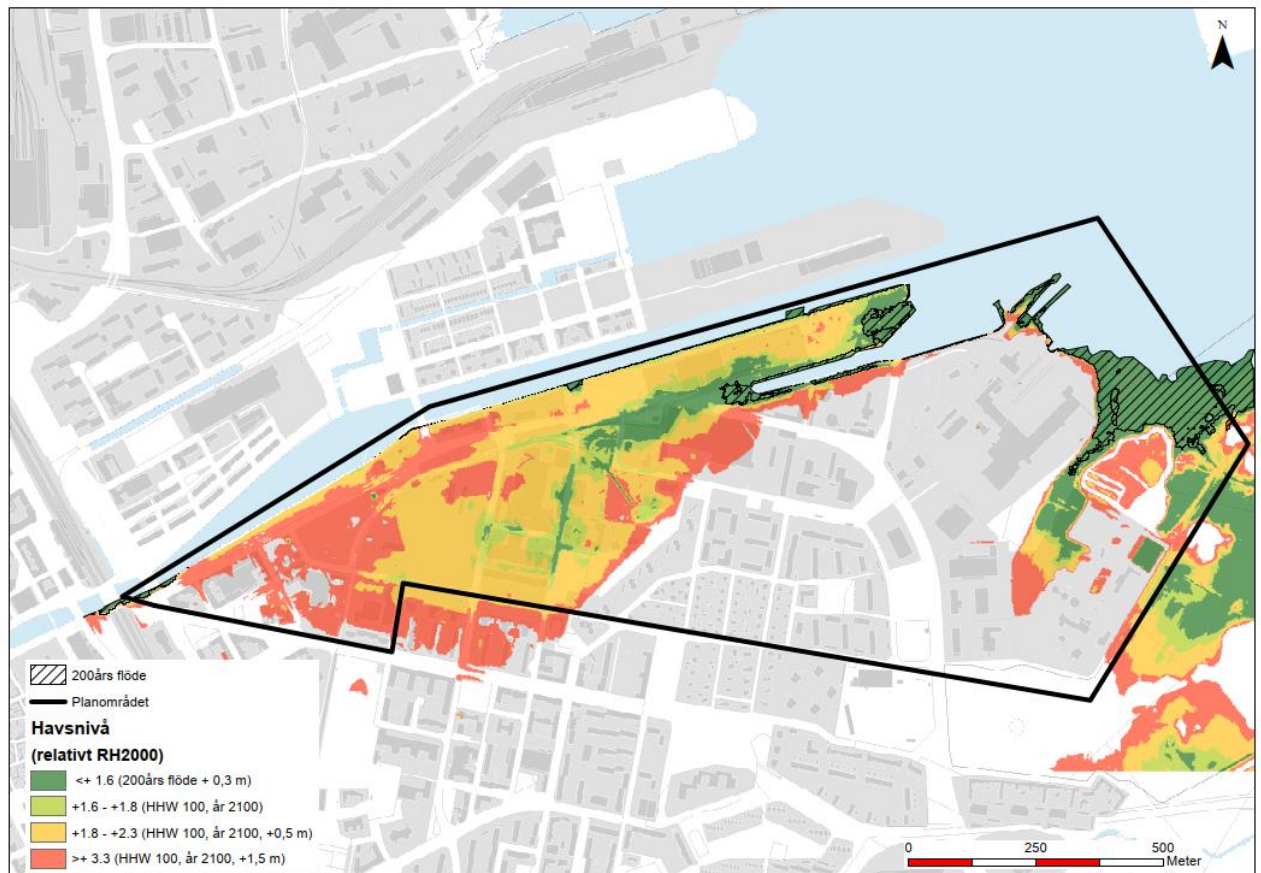 N
200års flöde
Planområdet
Havsnivå
(relativt RH2000)
<+ 1.6 (200års flöde + 0,3 m)
+1.6 - +1.8 (HHW 100, år 2100)
+1.8 - +2.3 (HHW 100, år 2100, +0,5 m)
>+ 3.3 (HHW 100, år 2100, +1,5 m)
0 250 500
Meter